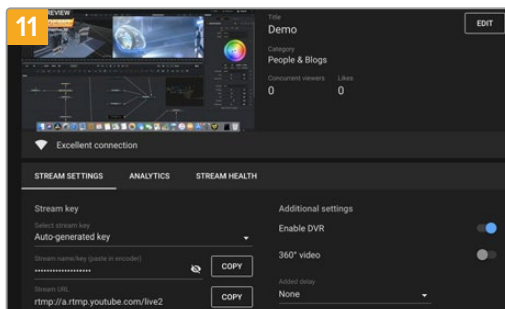 11
PREVIEW
Title
Demo
EDIT
Category
People & Blogs
Concurrent viewers
Likes
0
0
Excellent connection
STREAM SETTINGS
ANALYTICS
STREAM HEALTH
Stream key
Additional settings
Select stream key
Auto-generated key
Enable DVR
360° video
Stream name/key (paste in encoder)
••••••••••••••••••••
COPY
Added delay
None
Stream URL
rtmp://a.rtmp.youtube.com/live2
COPY